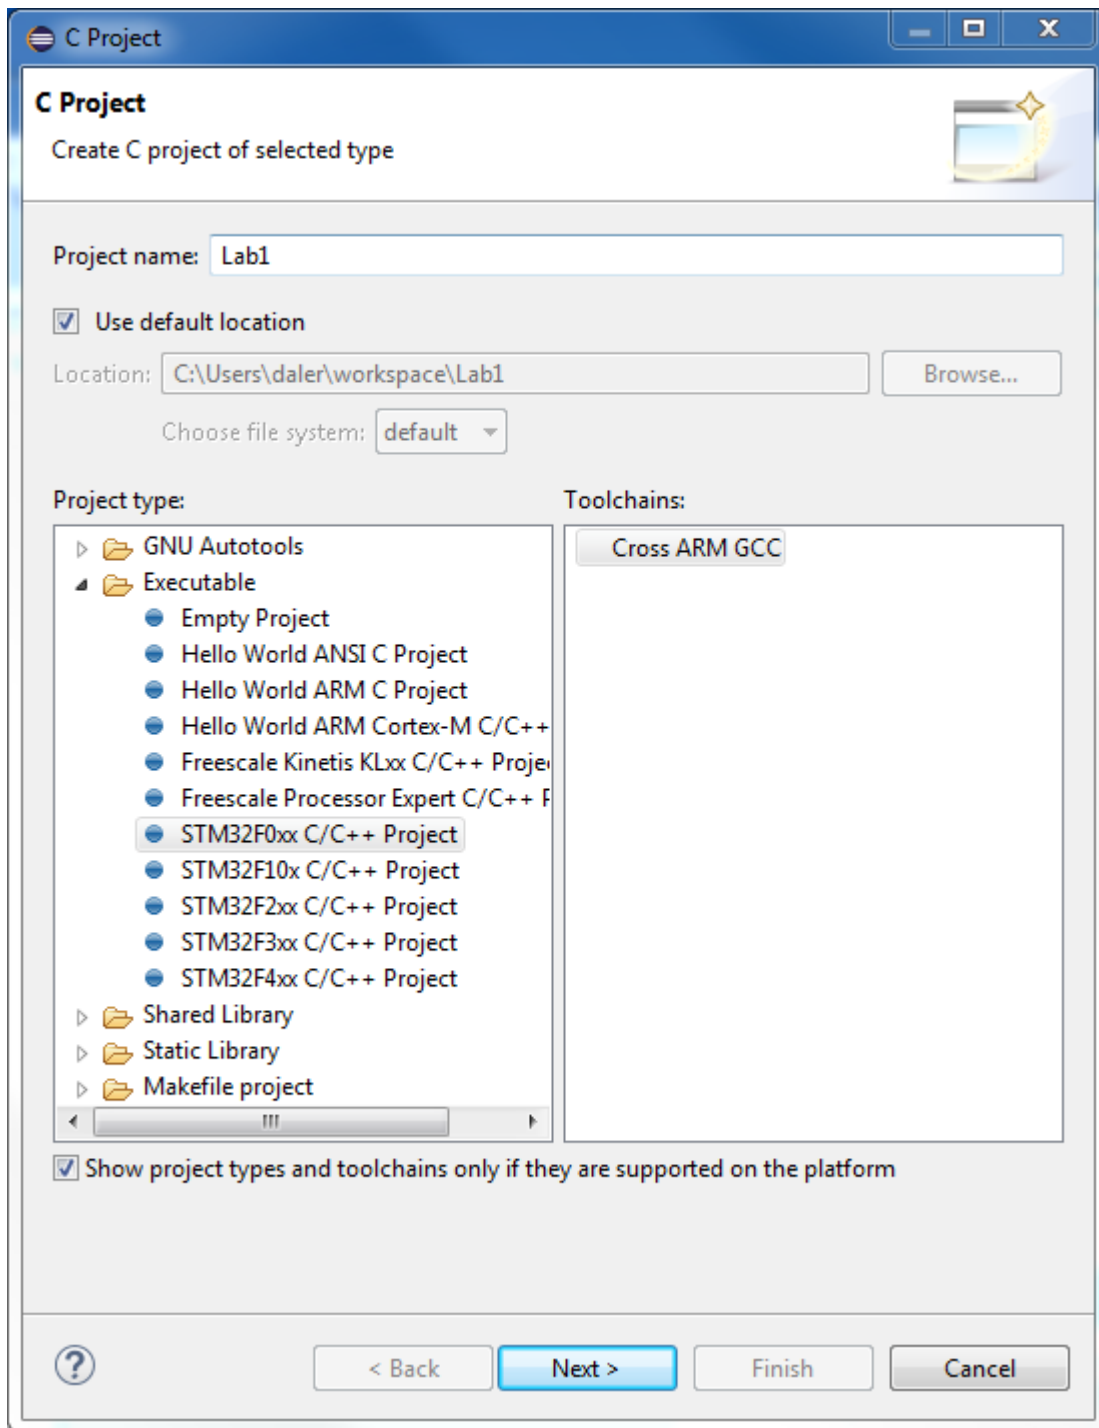 C Project
C Project
Create C project of selected type
Project name: Lab1
Use default location
Location: C:\Users\daler\workspace\Lab1 Browse...
Choose file system: default
Project type: Toolchains:
GNU Autotools Cross ARM GCC
Executable
Empty Project
Hello World ANSI C Project
Hello World ARM C Project
Hello World ARM Cortex-M C/C++
Freescale Kinetis KLxx C/C++ Proje
Freescale Processor Expert C/C++ P
STM32F0xx C/C++ Project
STM32F10x C/C++ Project
STM32F2xx C/C++ Project
STM32F3xx C/C++ Project
STM32F4xx C/C++ Project
Shared Library
Static Library
Makefile project
Show project types and toolchains only if they are supported on the platform
? < Back Next > Finish Cancel